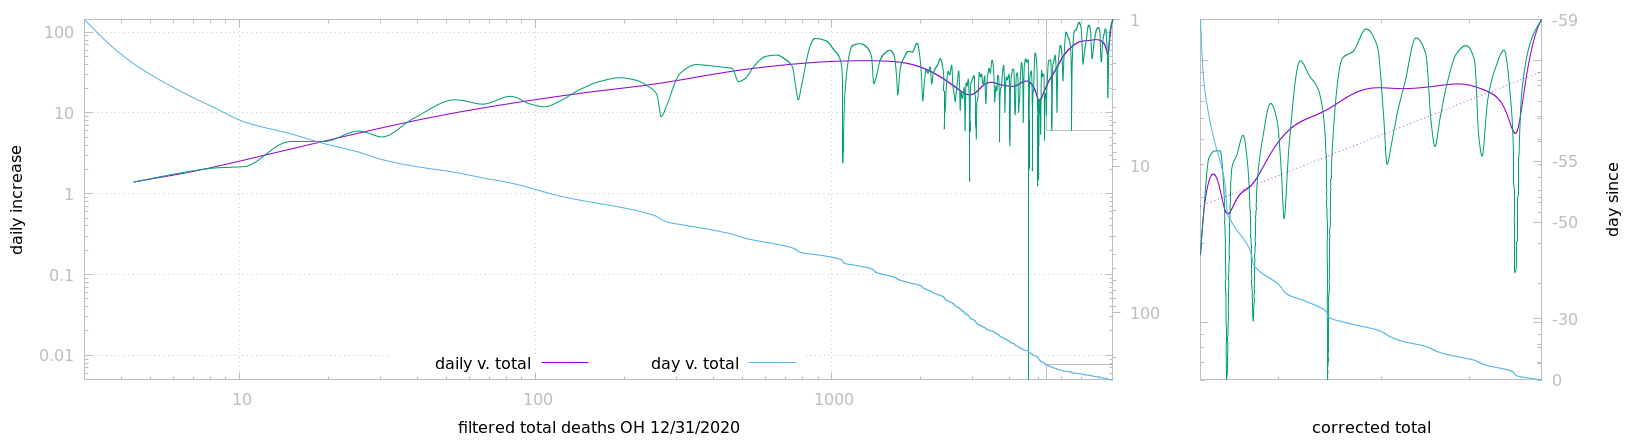 100
10
1
0.1
0.01
daily increase
daily v. total
day v. total
10
100
1000
filtered total deaths OH 12/31/2020
1
10
100
-59
-55
-50
-30
0
day since
corrected total